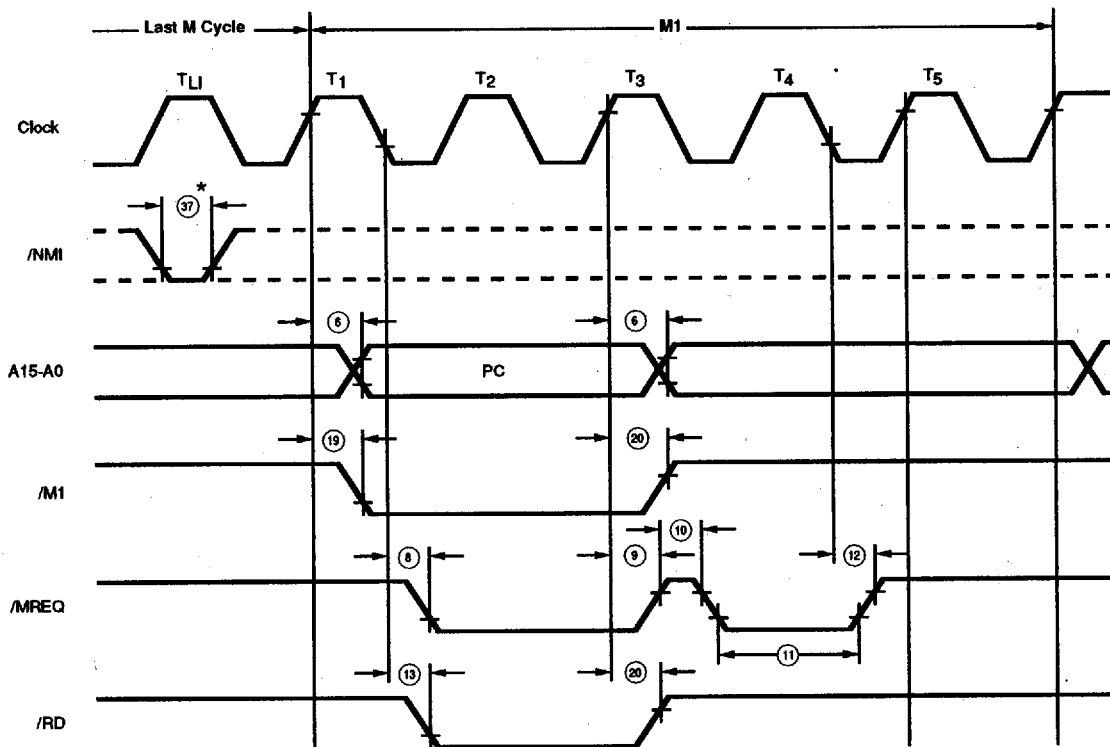 Last M Cycle
M1
TLI
T1
T2
T3
T4
T5
Clock
37
*
/NMI
6
6
A15-A0
PC
19
20
/M1
10
8
9
12
/MREQ
11
13
20
/RD